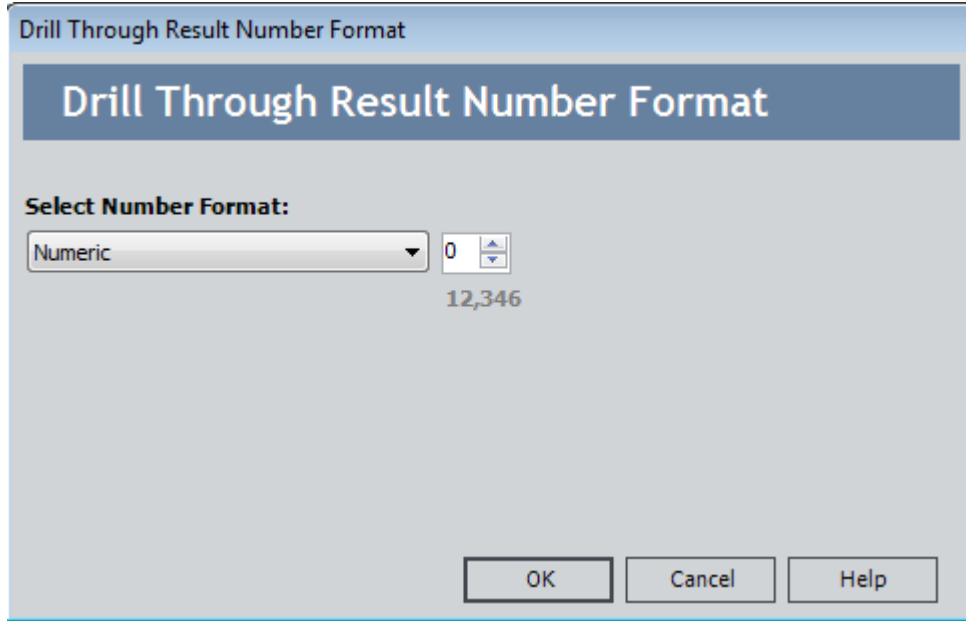 Drill Through Result Number Format
Drill Through Result Number Format
Select Number Format:
Numeric 0
12,346
OK Cancel Help